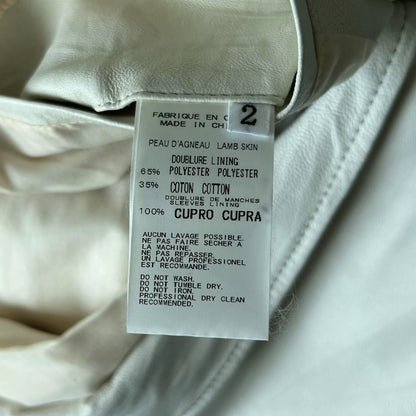 FABRIQUE EN C
MADE IN CHI
2
PEAU D'AGNEAU LAMB SKIN
DOUBLURE LINING
65% POLYESTER POLYESTER
35% COTON COTTON
DOUBLURE DE MANCHES
SLEEVES LINING
100% CUPRO CUPRA
AUCUN LAVAGE POSSIBLE.
NE PAS FAIRE SÉCHER À
LA MACHINE.
NE PAS REPASSER.
UN LAVAGE PROFESSIONEL
EST RECOMMANDE.
DO NOT WASH.
DO NOT TUMBLE DRY.
DO NOT IRON.
PROFESSIONAL DRY CLEAN
RECOMMENDED.